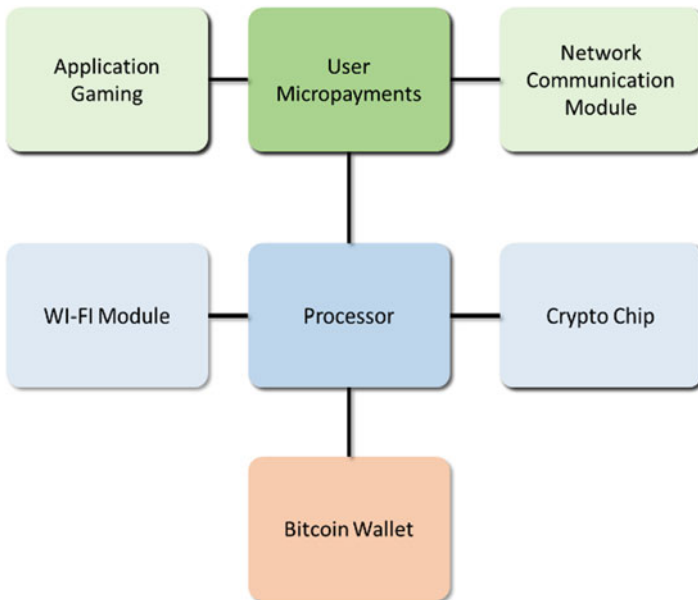 Application
Gaming
User
Micropayments
Network
Communication
Module
WI-FI Module
Processor
Crypto Chip
Bitcoin Wallet